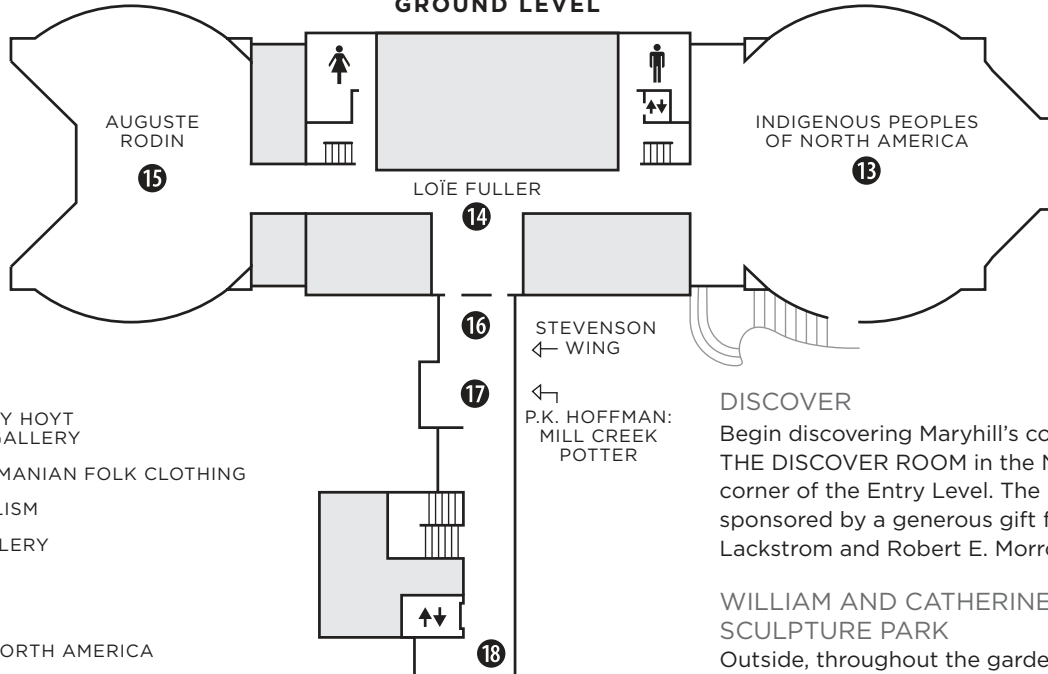 GROUND LEVEL
AUGUSTE
RODIN
15
INDIGENOUS PEOPLES
OF NORTH AMERICA
13
LOÏE FULLER
14
16
STEVENSON
WING
17
P.K. HOFFMAN:
MILL CREEK
POTTER
18
Y HOYT
GALLERY
MANIAN FOLK CLOTHING
LISM
LERY
ORTH AMERICA
DISCOVER
Begin discovering Maryhill's co
THE DISCOVER ROOM in the N
corner of the Entry Level. The
sponsored by a generous gift f
Lackstrom and Robert E. Morr
WILLIAM AND CATHERINE
SCULPTURE PARK
Outside, throughout the garde